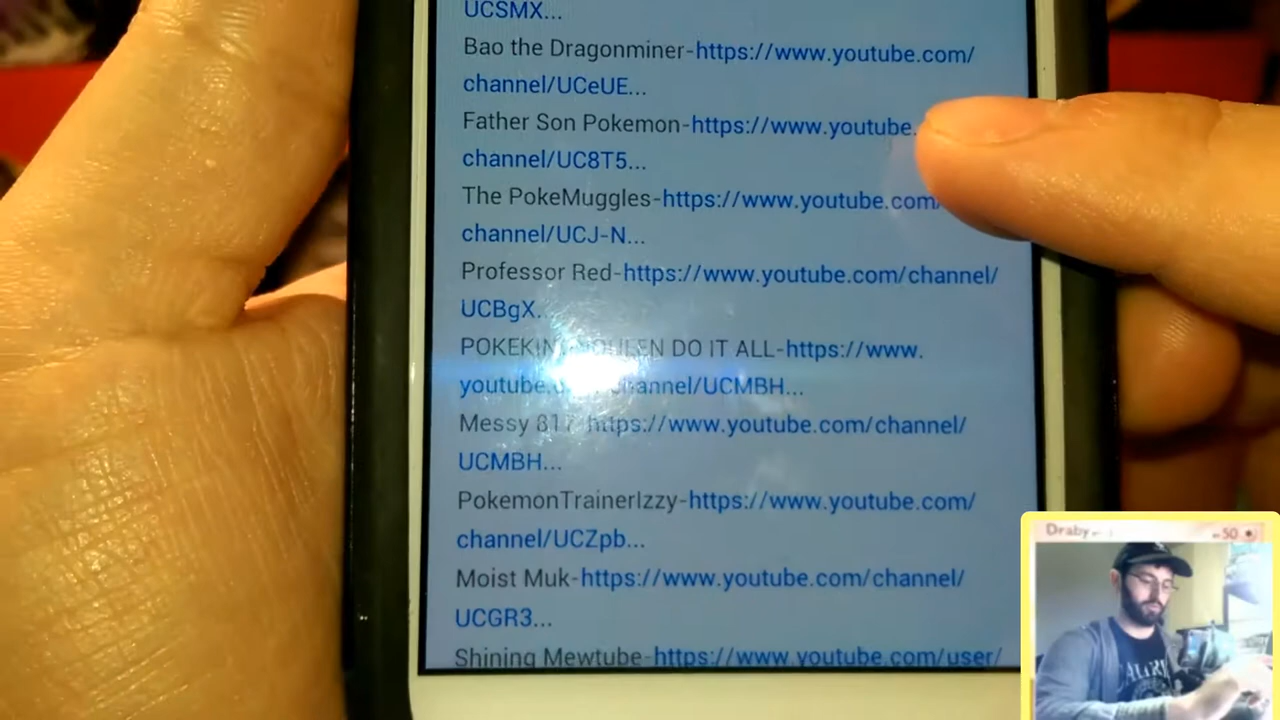 UCSMX...
Bao the Dragonminer-https://www.youtube.com/
channel/UCeUE...
Father Son Pokemon-https://www.youtube.
channel/UC8T5...
The PokeMuggles-https://www.youtube.com/
channel/UCJ-N...
Professor Red-https://www.youtube.com/channel/
UCBgX.
DO IT ALL-https://www.
channel/UCMBH...
Messy 817-https://www.youtube.com/channel/
UCMBH...
PokemonTrainerIzzy-https://www.youtube.com/
channel/UCZpb...
Moist Muk-https://www.youtube.com/channel/
UCGR3...
Shining Mewtube-https://www.youtube.com/user/
50